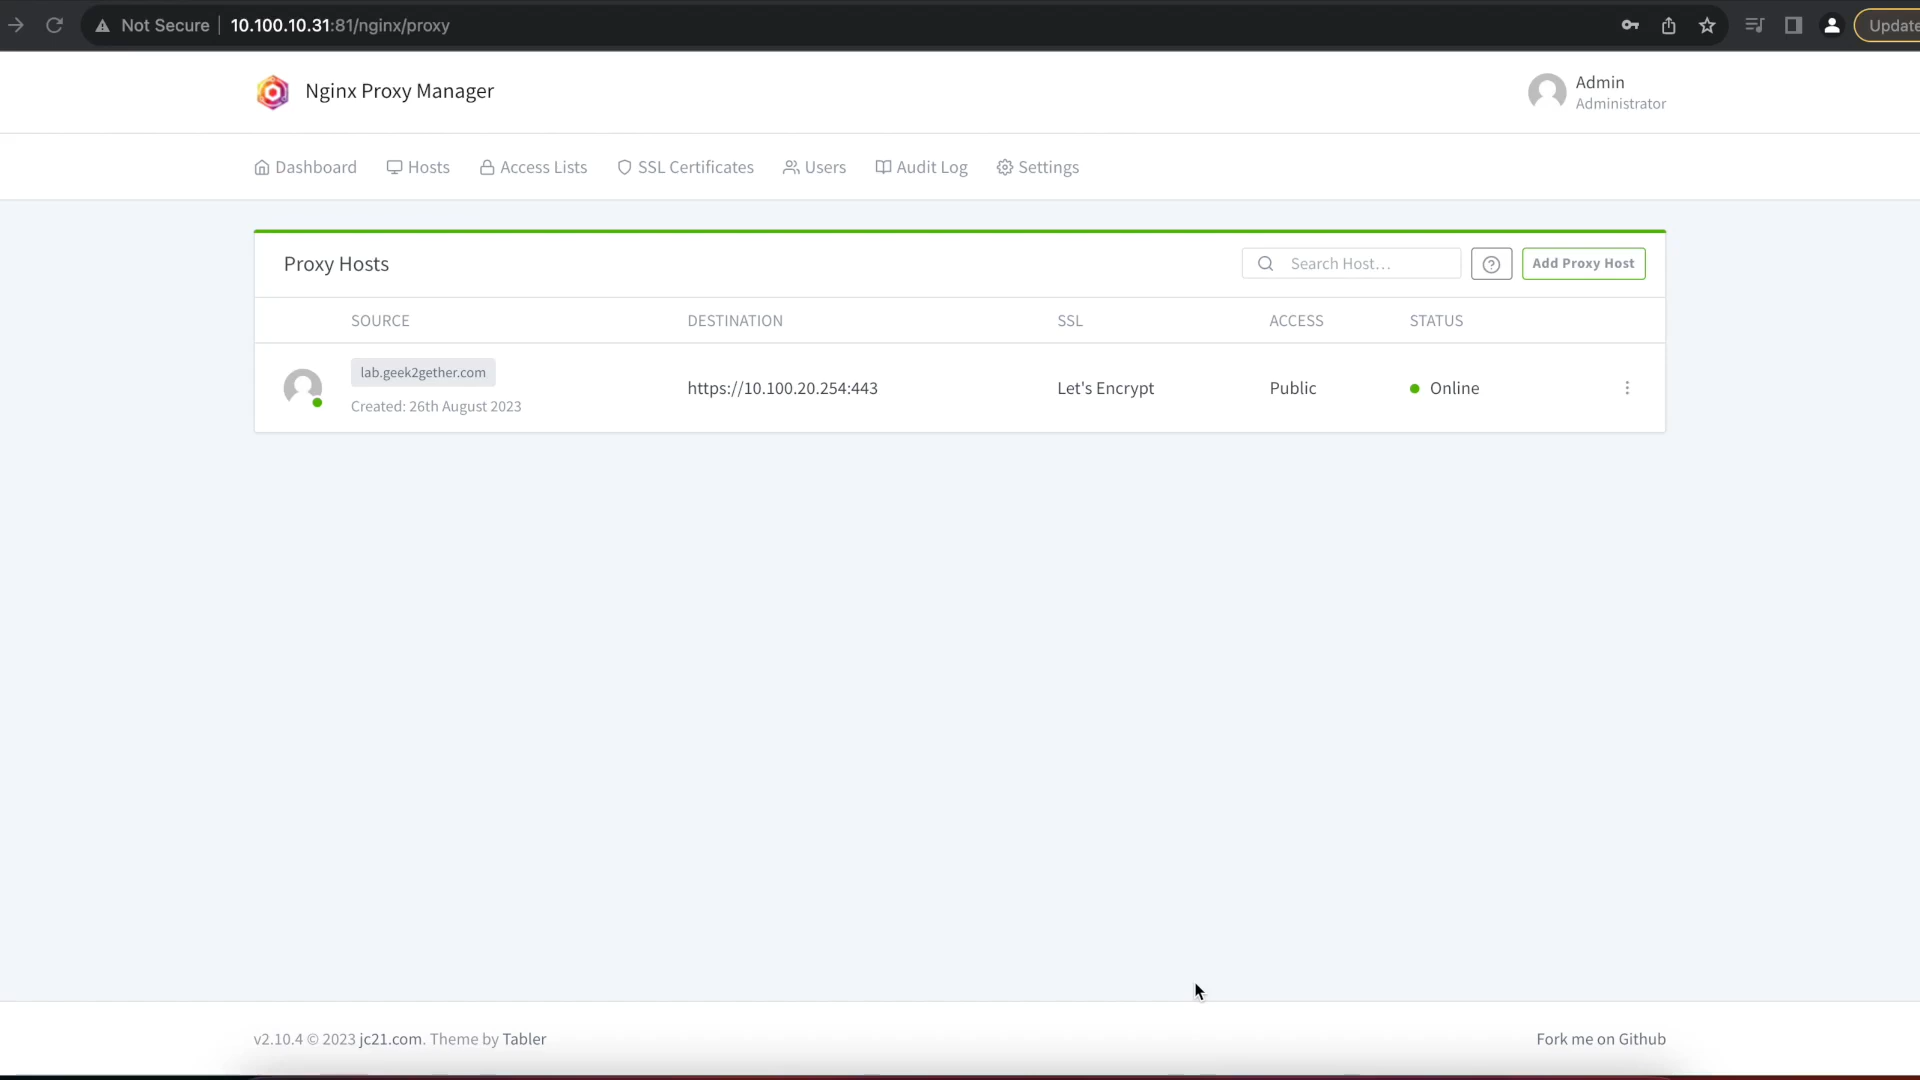 Not Secure 10.100.10.31:81/nginx/proxy Update
Nginx Proxy Manager
Admin
Administrator
Dashboard Hosts Access Lists SSL Certificates Users Audit Log Settings
Proxy Hosts Search Host... Add Proxy Host
SOURCE DESTINATION SSL ACCESS STATUS
lab.geek2gether.com
Created: 26th August 2023 https://10.100.20.254:443 Let's Encrypt Public Online
v2.10.4 © 2023 jc21.com. Theme by Tabler Fork me on Github